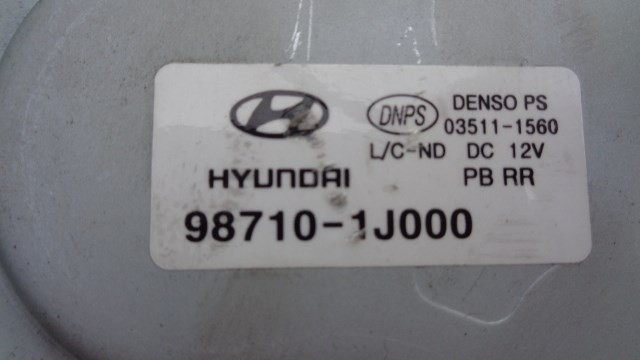 DNPS DENSO PS
03511-1560
L/C-ND DC 12V
HYUNDAI PB RR
98710-1J000